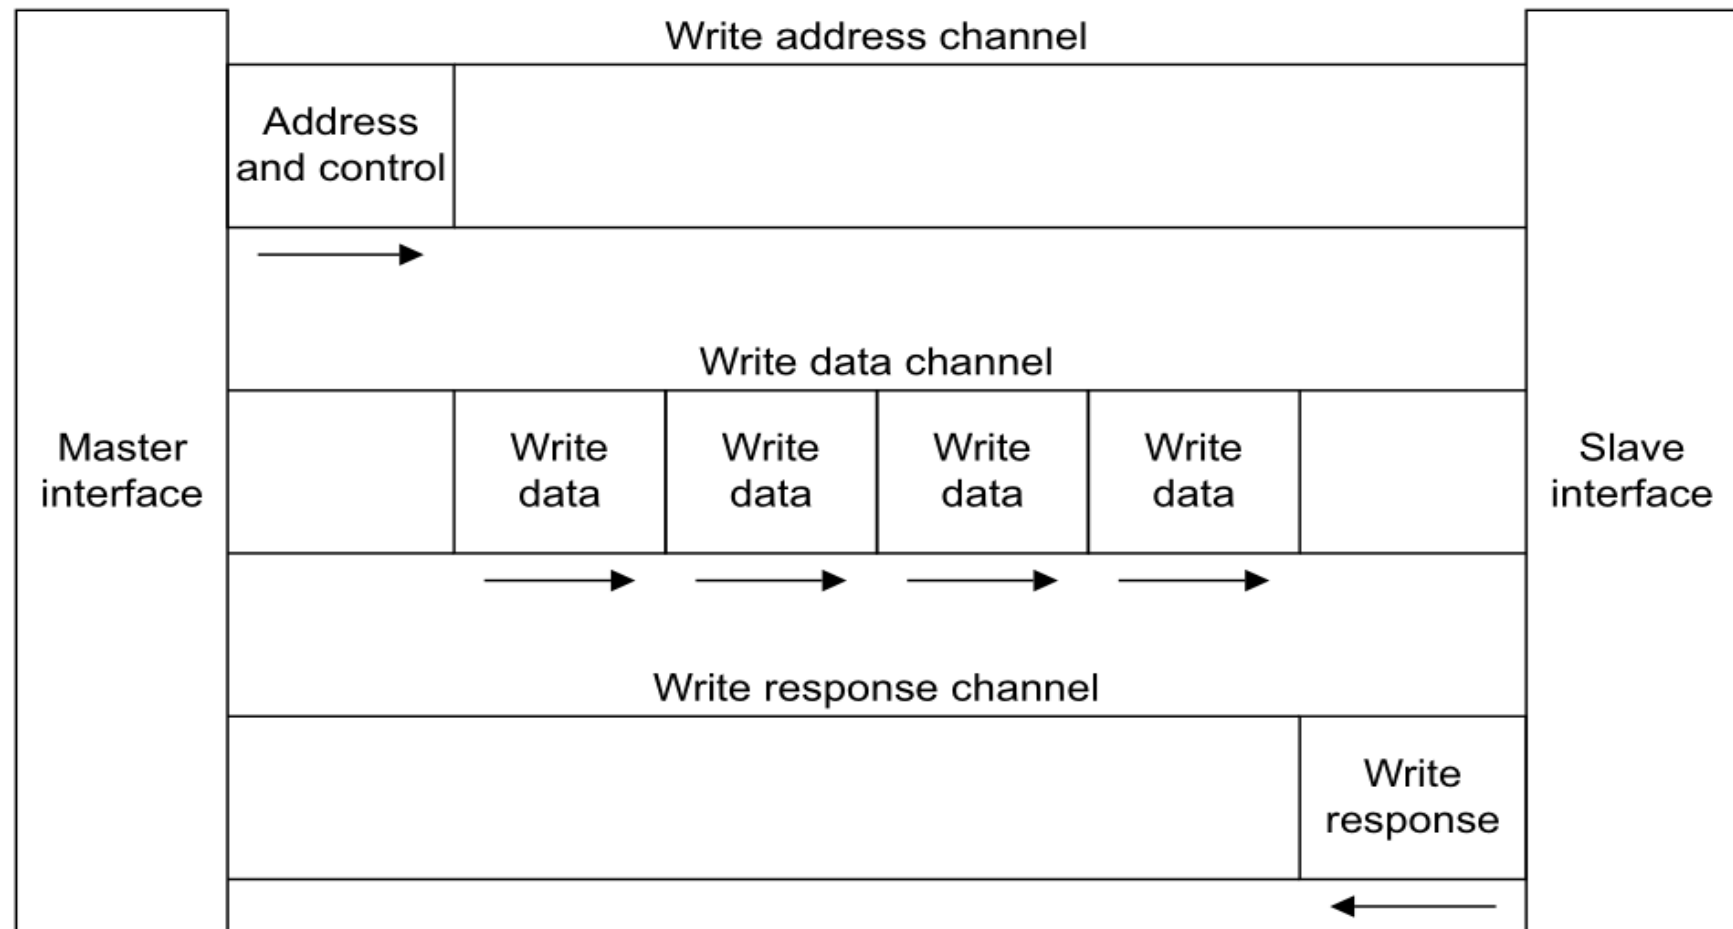 Write address channel
Address
and control
Write data channel
Master
interface
Write
data
Write
data
Write
data
Write
data
Slave
interface
Write response channel
Write
response